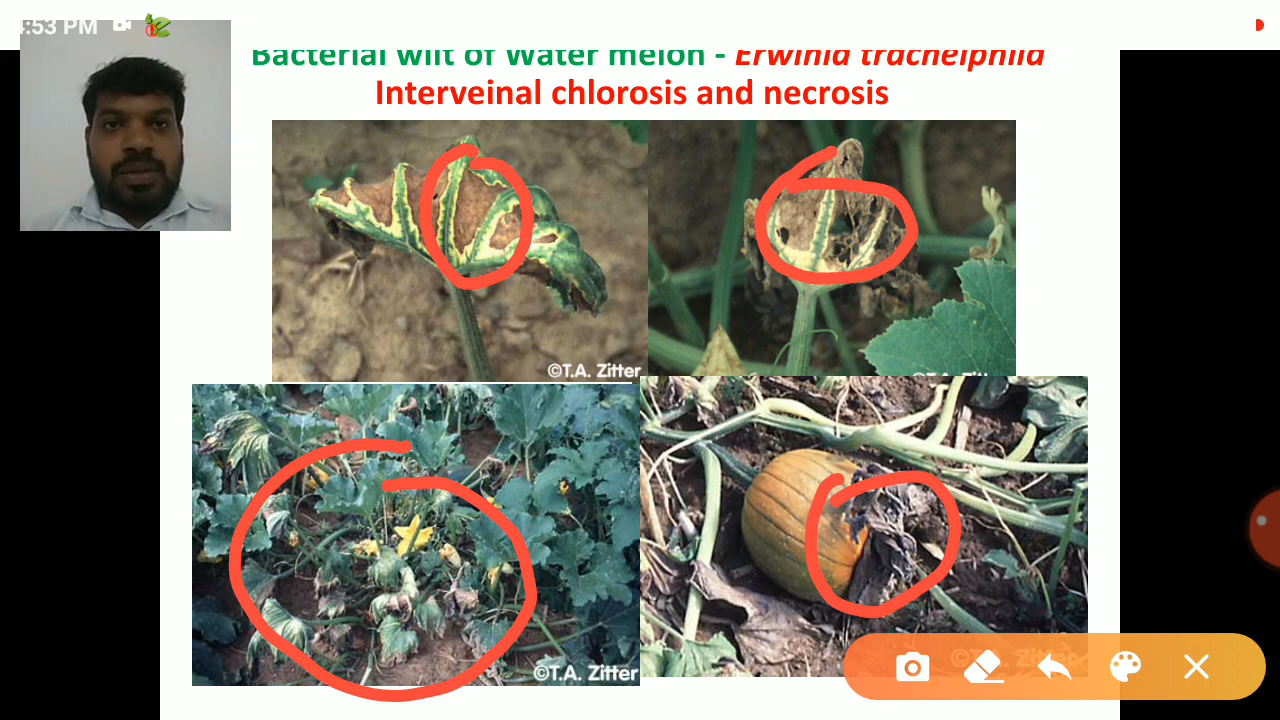 :53 PM
Bacterial wilt of Water melon - Erwinia tracheiphila
Interveinal chlorosis and necrosis
©T.A. Zitter
©T.A. Zitter
©T.A. Zitter